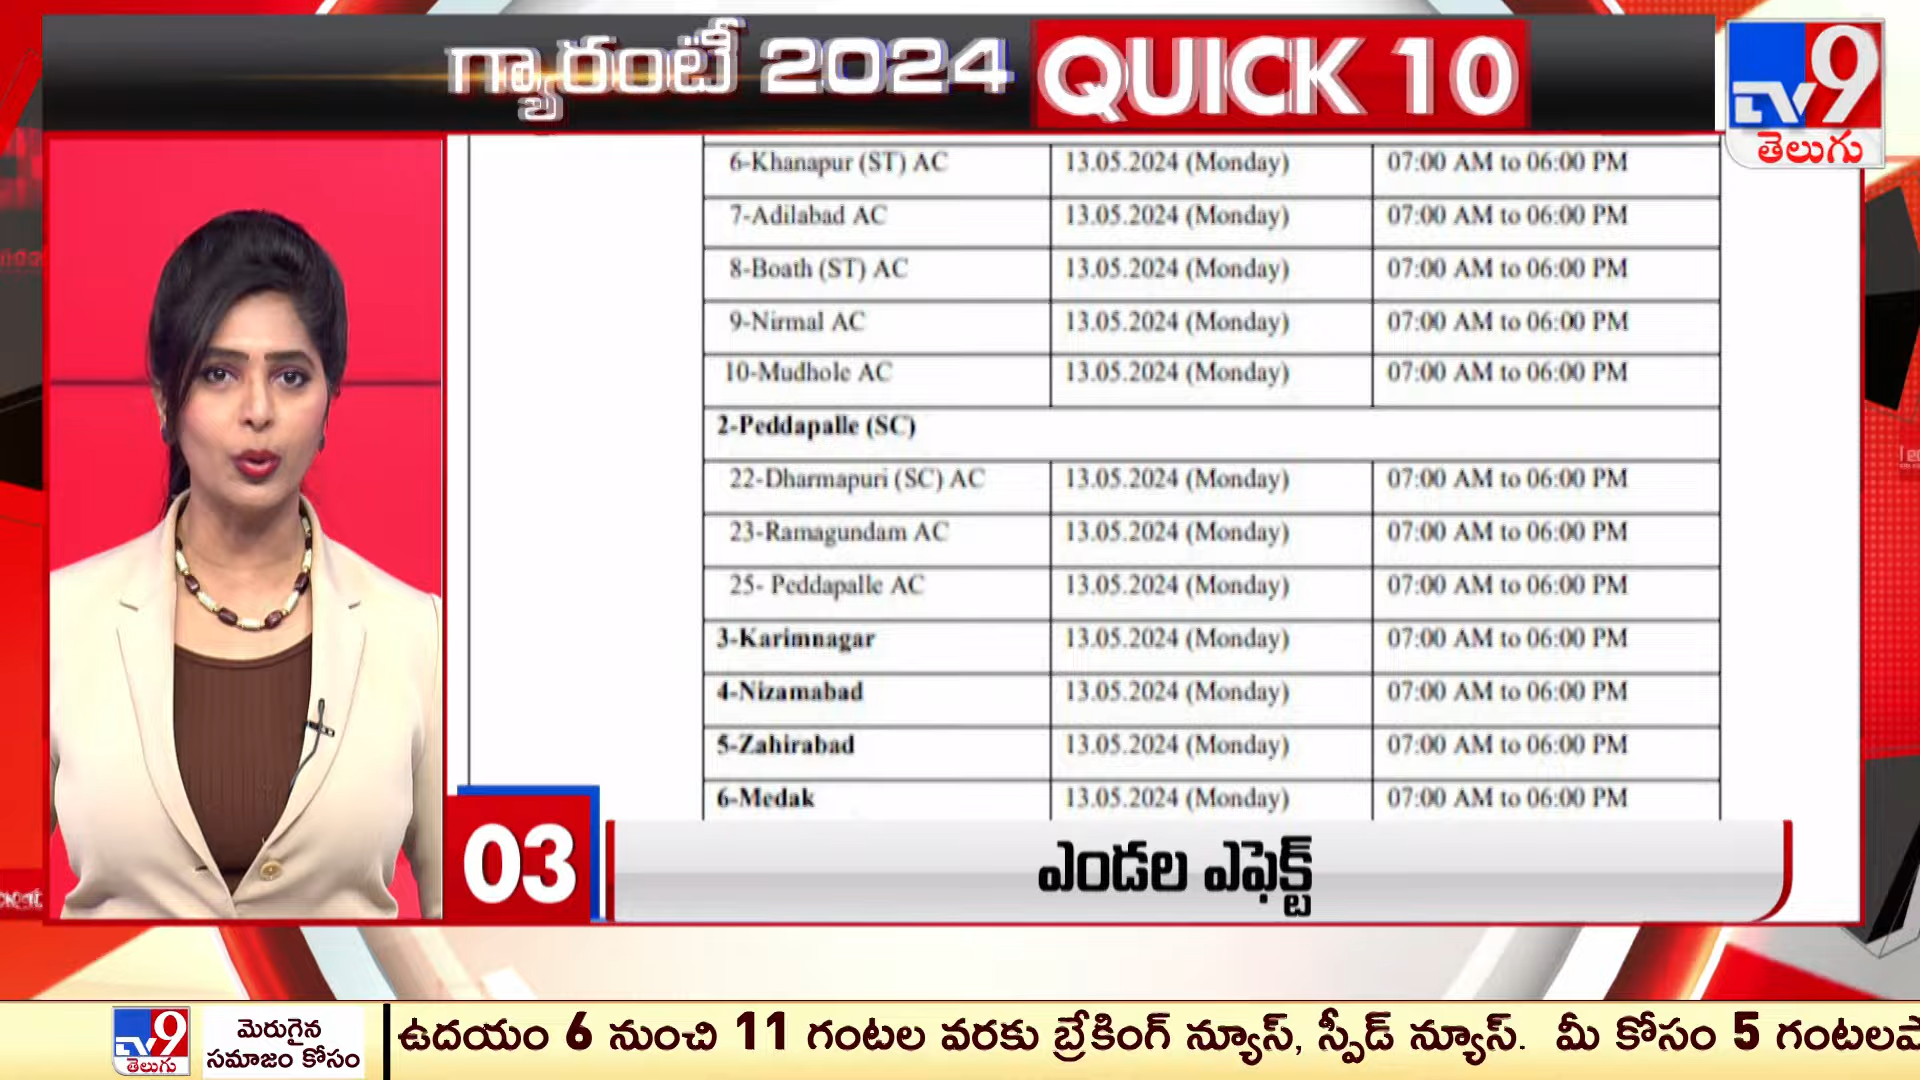 గ్యారంటీ 2024 QUICK 10
TV9
తెలుగు
6-Khanapur (ST) AC 13.05.2024 (Monday) 07:00 AM to 06:00 PM
7-Adilabad AC 13.05.2024 (Monday) 07:00 AM to 06:00 PM
8-Boath (ST) AC 13.05.2024 (Monday) 07:00 AM to 06:00 PM
9-Nirmal AC 13.05.2024 (Monday) 07:00 AM to 06:00 PM
10-Mudhole AC 13.05.2024 (Monday) 07:00 AM to 06:00 PM
2-Peddapalle (SC)
22-Dharmapuri (SC) AC 13.05.2024 (Monday) 07:00 AM to 06:00 PM
23-Ramagundam AC 13.05.2024 (Monday) 07:00 AM to 06:00 PM
25- Peddapalle AC 13.05.2024 (Monday) 07:00 AM to 06:00 PM
3-Karimnagar 13.05.2024 (Monday) 07:00 AM to 06:00 PM
4-Nizamabad 13.05.2024 (Monday) 07:00 AM to 06:00 PM
5-Zahirabad 13.05.2024 (Monday) 07:00 AM to 06:00 PM
6-Medak 13.05.2024 (Monday) 07:00 AM to 06:00 PM
03 ఎండల ఎఫెక్ట్
TV9
తెలుగు
మెరుగైన
సమాజం కోసం
ఉదయం 6 నుంచి 11 గంటల వరకు బ్రేకింగ్ న్యూస్, స్పీడ్ న్యూస్. మీ కోసం 5 గంటలపా